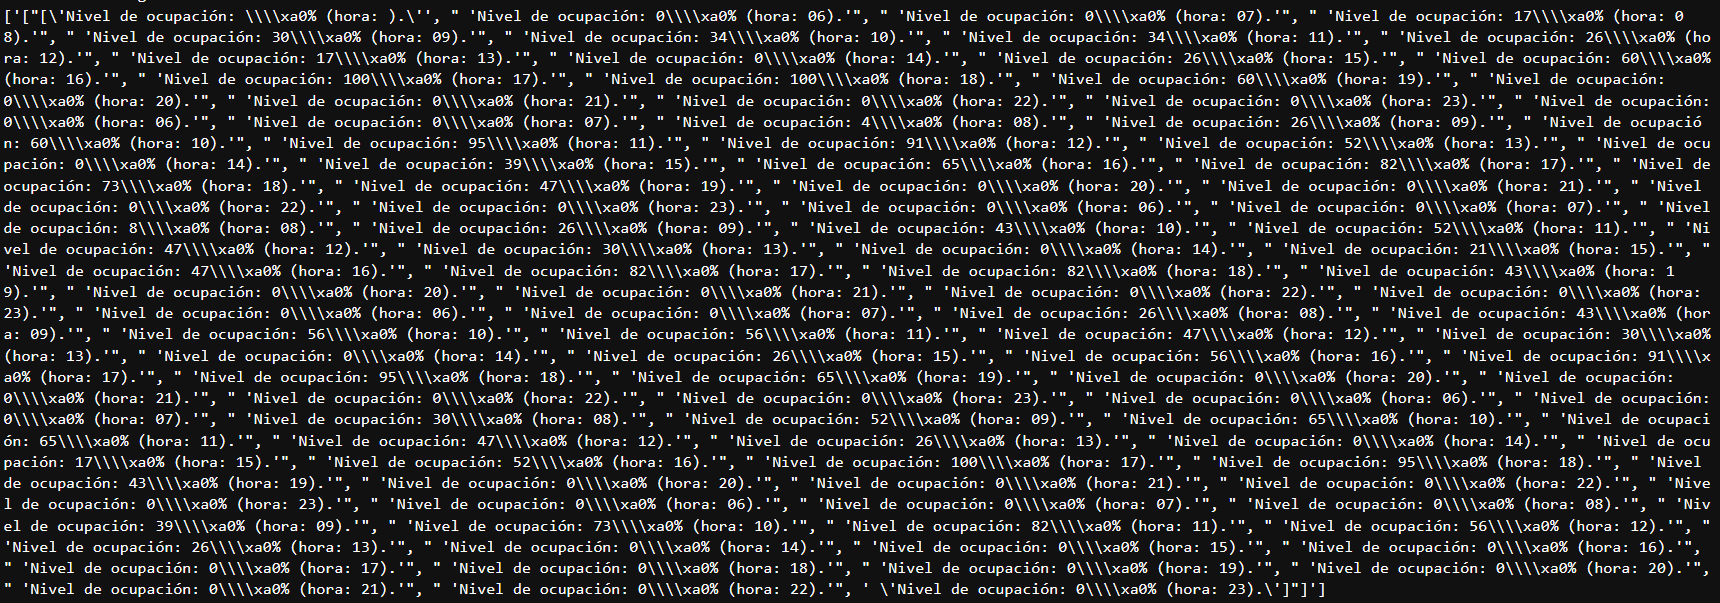 ['["[\'Nivel de ocupación: \\\\xa0% (hora: ).\'', " 'Nivel de ocupación: 0\\\\xa0% (hora: 06).'", " 'Nivel de ocupación: 0\\\\xa0% (hora: 07).'", " 'Nivel de ocupación: 17\\\\xa0% (hora: 0
8).'", " 'Nivel de ocupación: 30\\\\xa0% (hora: 09).'", " 'Nivel de ocupación: 34\\\\xa0% (hora: 10).'", " 'Nivel de ocupación: 34\\\\xa0% (hora: 11).'", " 'Nivel de ocupación: 26\\\\xa0% (ho
ra: 12).'", " 'Nivel de ocupación: 17\\\\xa0% (hora: 13).'", " 'Nivel de ocupación: 0\\\\xa0% (hora: 14).'", " 'Nivel de ocupación: 26\\\\xa0% (hora: 15).'", " 'Nivel de ocupación: 60\\\\xa0%
(hora: 16).'", " 'Nivel de ocupación: 100\\\\xa0% (hora: 17).'", " 'Nivel de ocupación: 100\\\\xa0% (hora: 18).'", " 'Nivel de ocupación: 60\\\\xa0% (hora: 19).'", " 'Nivel de ocupación:
0\\\\xa0% (hora: 20).'", " 'Nivel de ocupación: 0\\\\xa0% (hora: 21).'", " 'Nivel de ocupación: 0\\\\xa0% (hora: 22).'", " 'Nivel de ocupación: 0\\\\xa0% (hora: 23).'", " 'Nivel de ocupación:
0\\\\xa0% (hora: 06).'", " 'Nivel de ocupación: 0\\\\xa0% (hora: 07).'", " 'Nivel de ocupación: 4\\\\xa0% (hora: 08).'", " 'Nivel de ocupación: 26\\\\xa0% (hora: 09).'", " 'Nivel de ocupació
n: 60\\\\xa0% (hora: 10).'", " 'Nivel de ocupación: 95\\\\xa0% (hora: 11).'", " 'Nivel de ocupación: 91\\\\xa0% (hora: 12).'", " 'Nivel de ocupación: 52\\\\xa0% (hora: 13).'", " 'Nivel de ocu
pación: 0\\\\xa0% (hora: 14).'", " 'Nivel de ocupación: 39\\\\xa0% (hora: 15).'", " 'Nivel de ocupación: 65\\\\xa0% (hora: 16).'", " 'Nivel de ocupación: 82\\\\xa0% (hora: 17).'", " 'Nivel de
ocupación: 73\\\\xa0% (hora: 18).'", " 'Nivel de ocupación: 47\\\\xa0% (hora: 19).'", " 'Nivel de ocupación: 0\\\\xa0% (hora: 20).'", " 'Nivel de ocupación: 0\\\\xa0% (hora: 21).'", " 'Nivel
de ocupación: 0\\\\xa0% (hora: 22).'", " 'Nivel de ocupación: 0\\\\xa0% (hora: 23).'", " 'Nivel de ocupación: 0\\\\xa0% (hora: 06).'", " 'Nivel de ocupación: 0\\\\xa0% (hora: 07).'", " 'Nivel de ocupación:
8\\\\xa0% (hora: 08).'", " 'Nivel de ocupación: 26\\\\xa0% (hora: 09).'", " 'Nivel de ocupación: 43\\\\xa0% (hora: 10).'", " 'Nivel de ocupación: 52\\\\xa0% (hora: 11).'", " 'Ni
vel de ocupación: 47\\\\xa0% (hora: 12).'", " 'Nivel de ocupación: 30\\\\xa0% (hora: 13).'", " 'Nivel de ocupación: 0\\\\xa0% (hora: 14).'", " 'Nivel de ocupación: 21\\\\xa0% (hora: 15).'", "
'Nivel de ocupación: 47\\\\xa0% (hora: 16).'", " 'Nivel de ocupación: 82\\\\xa0% (hora: 17).'", " 'Nivel de ocupación: 82\\\\xa0% (hora: 18).'", " 'Nivel de ocupación: 43\\\\xa0% (hora: 1
9).'", " 'Nivel de ocupación: 0\\\\xa0% (hora: 20).'", " 'Nivel de ocupación: 0\\\\xa0% (hora: 21).'", " 'Nivel de ocupación: 0\\\\xa0% (hora: 22).'", " 'Nivel de ocupación: 0\\\\xa0% (hora:
23).'", " 'Nivel de ocupación: 0\\\\xa0% (hora: 06).'", " 'Nivel de ocupación: 0\\\\xa0% (hora: 07).'", " 'Nivel de ocupación: 26\\\\xa0% (hora: 08).'", " 'Nivel de ocupación: 43\\\\xa0% (hor
a: 09).'", " 'Nivel de ocupación: 56\\\\xa0% (hora: 10).'", " 'Nivel de ocupación: 56\\\\xa0% (hora: 11).'", " 'Nivel de ocupación: 47\\\\xa0% (hora: 12).'", " 'Nivel de ocupación: 30\\\\xa0%
(hora: 13).'", " 'Nivel de ocupación: 0\\\\xa0% (hora: 14).'", " 'Nivel de ocupación: 26\\\\xa0% (hora: 15).'", " 'Nivel de ocupación: 56\\\\xa0% (hora: 16).'", " 'Nivel de ocupación: 91\\\\x
a0% (hora: 17).'", " 'Nivel de ocupación: 95\\\\xa0% (hora: 18).'", " 'Nivel de ocupación: 65\\\\xa0% (hora: 19).'", " 'Nivel de ocupación: 0\\\\xa0% (hora: 20).'", " 'Nivel de ocupación:
0\\\\xa0% (hora: 21).'", " 'Nivel de ocupación: 0\\\\xa0% (hora: 22).'", " 'Nivel de ocupación: 0\\\\xa0% (hora: 23).'", " 'Nivel de ocupación: 0\\\\xa0% (hora: 06).'", " 'Nivel de ocupación:
0\\\\xa0% (hora: 07).'", " 'Nivel de ocupación: 30\\\\xa0% (hora: 08).'", " 'Nivel de ocupación: 52\\\\xa0% (hora: 09).'", " 'Nivel de ocupación: 65\\\\xa0% (hora: 10).'", " 'Nivel de ocupaci
ón: 65\\\\xa0% (hora: 11).'", " 'Nivel de ocupación: 47\\\\xa0% (hora: 12).'", " 'Nivel de ocupación: 26\\\\xa0% (hora: 13).'", " 'Nivel de ocupación: 0\\\\xa0% (hora: 14).'", " 'Nivel de ocu
pación: 17\\\\xa0% (hora: 15).'", " 'Nivel de ocupación: 52\\\\xa0% (hora: 16).'", " 'Nivel de ocupación: 100\\\\xa0% (hora: 17).'", " 'Nivel de ocupación: 95\\\\xa0% (hora: 18).'", " 'Nivel
de ocupación: 43\\\\xa0% (hora: 19).'", " 'Nivel de ocupación: 0\\\\xa0% (hora: 20).'", " 'Nivel de ocupación: 0\\\\xa0% (hora: 21).'", " 'Nivel de ocupación: 0\\\\xa0% (hora: 22).'", " 'Nive
l de ocupación: 0\\\\xa0% (hora: 23).'", " 'Nivel de ocupación: 0\\\\xa0% (hora: 06).'", " 'Nivel de ocupación: 0\\\\xa0% (hora: 07).'", " 'Nivel de ocupación: 0\\\\xa0% (hora: 08).'", " 'Niv
el de ocupación: 39\\\\xa0% (hora: 09).'", " 'Nivel de ocupación: 73\\\\xa0% (hora: 10).'", " 'Nivel de ocupación: 82\\\\xa0% (hora: 11).'", " 'Nivel de ocupación: 56\\\\xa0% (hora: 12).'", "
'Nivel de ocupación: 26\\\\xa0% (hora: 13).'", " 'Nivel de ocupación: 0\\\\xa0% (hora: 14).'", " 'Nivel de ocupación: 0\\\\xa0% (hora: 15).'", " 'Nivel de ocupación: 0\\\\xa0% (hora: 16).'",
" 'Nivel de ocupación: 0\\\\xa0% (hora: 17).'", " 'Nivel de ocupación: 0\\\\xa0% (hora: 18).'", " 'Nivel de ocupación: 0\\\\xa0% (hora: 19).'", " 'Nivel de ocupación: 0\\\\xa0% (hora: 20).'",
" 'Nivel de ocupación: 0\\\\xa0% (hora: 21).'", " 'Nivel de ocupación: 0\\\\xa0% (hora: 22).'", ' \'Nivel de ocupación: 0\\\\xa0% (hora: 23).\']"]']